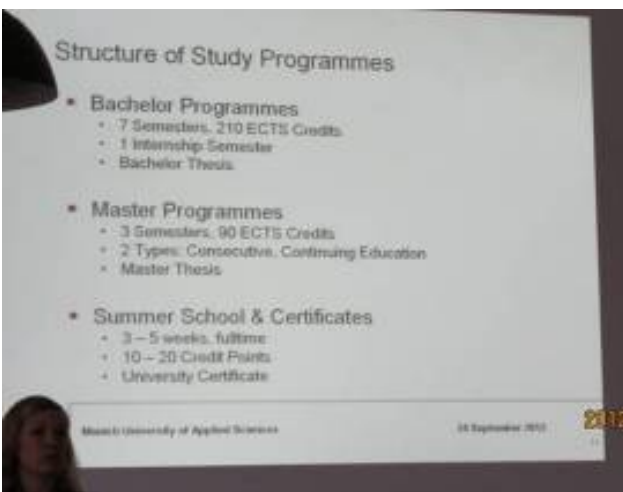 Structure of Study Programmes
Bachelor Programmes
7 Semesters, 210 ECTS Credits
1 Internship Semester
Bachelor Thesis
Master Programmes
3 Semesters, 90 ECTS Credits
2 Types: Consecutive, Continuing Education
Master Thesis
Summer School & Certificates
3 – 5 weeks, fulltime
10 – 20 Credit Points
University Certificate
Munich University of Applied Sciences
September 2012